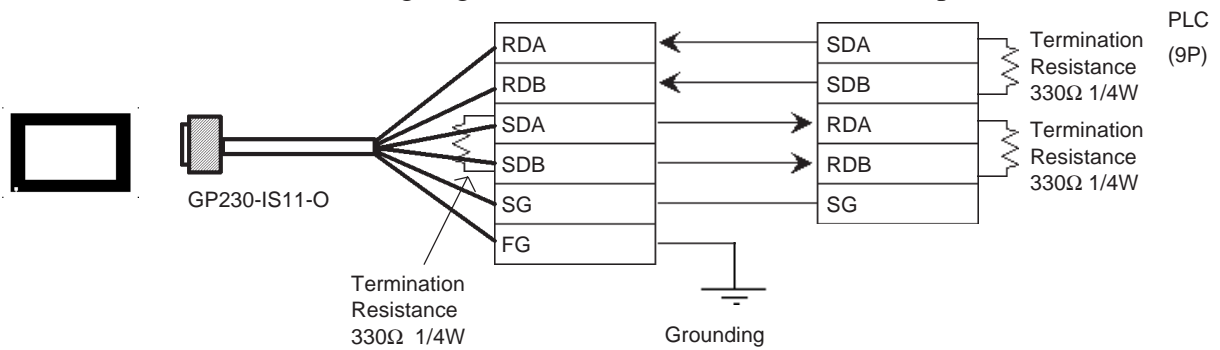 PLC
(9P)
RDA
RDB
SDA
SDB
SG
FG
SDA
SDB
RDA
RDB
SG
Termination
Resistance
330Ω 1/4W
Termination
Resistance
330Ω 1/4W
GP230-IS11-O
Termination
Resistance
330Ω 1/4W
Grounding